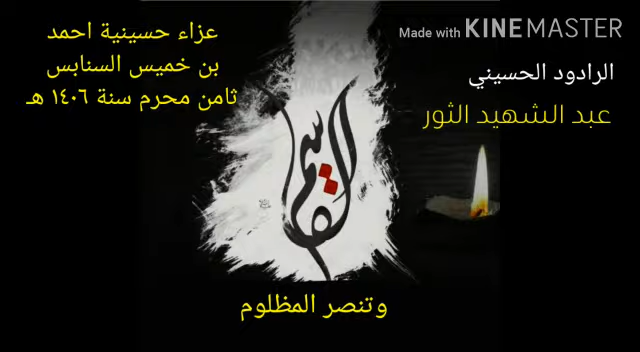 Made with KINEMASTER
عزاء حسينية احمد
بن خميس السنابس
ثامن محرم سنة ١٤٠٦ هـ
الرادود الحسيني
عبد الشهيد الثور
القاسم
وتنصر المظلوم